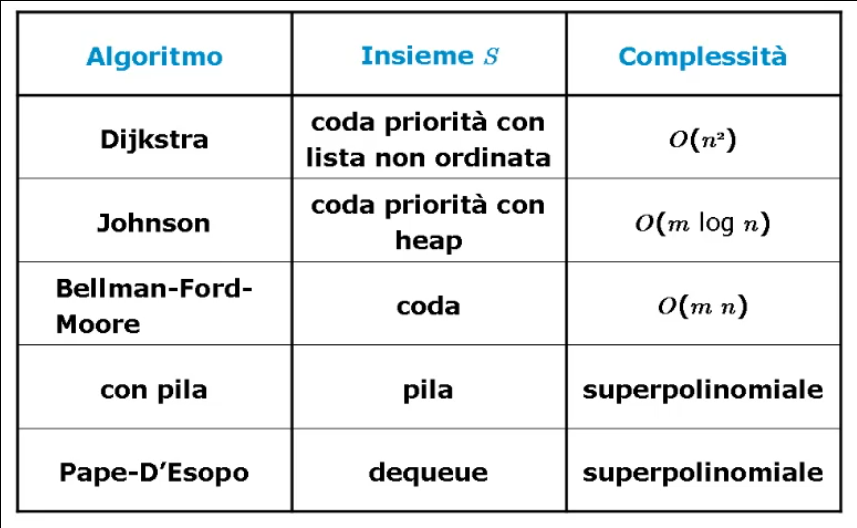 Algoritmo
Insieme S
Complessità
Dijkstra
coda priorità con
lista non ordinata
O(n²)
Johnson
coda priorità con
heap
O(m log n)
Bellman-Ford-
Moore
coda
O(m n)
con pila
pila
superpolinomiale
Pape-D’Esopo
dequeue
superpolinomiale